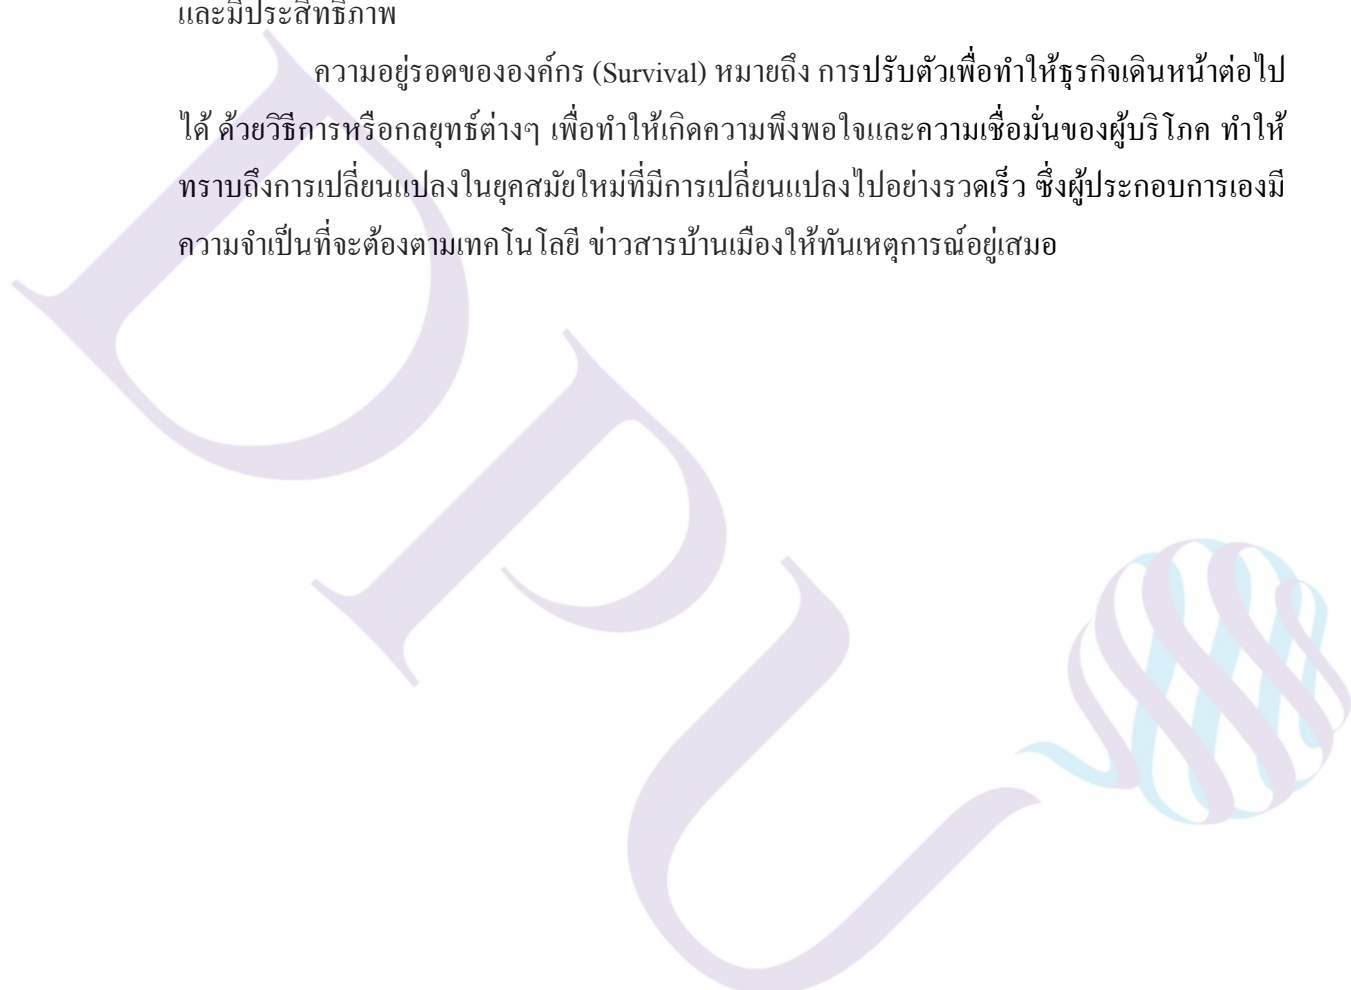 และมีประสิทธิภาพ
ความอยู่รอดขององค์กร (Survival) หมายถึง การปรับตัวเพื่อทำให้ธุรกิจเดินหน้าต่อไป
ได้ ด้วยวิธีการหรือกลยุทธ์ต่างๆ เพื่อทำให้เกิดความพึงพอใจและความเชื่อมั่นของผู้บริโภค ทำให้
ทราบถึงการเปลี่ยนแปลงในยุคสมัยใหม่ที่มีการเปลี่ยนแปลงไปอย่างรวดเร็ว ซึ่งผู้ประกอบการเองมี
ความจำเป็นที่จะต้องตามเทคโนโลยี ข่าวสารบ้านเมืองให้ทันเหตุการณ์อยู่เสมอ
DPU